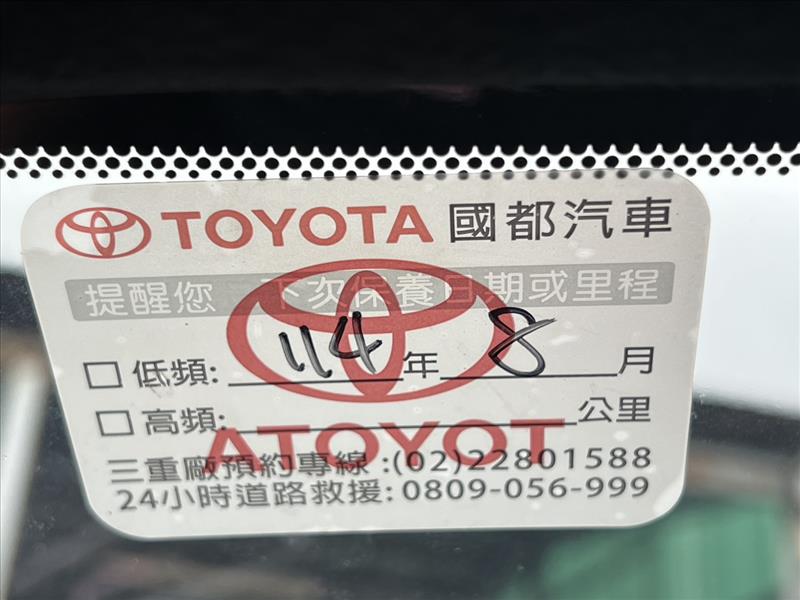 TOYOTA 國都汽車
提醒您 下次保養日期或里程
□ 低頻: 114 年 8 月
□ 高頻: 公里
ATOYOT
三重廠預約專線:(02)22801588
24小時道路救援:0809-056-999